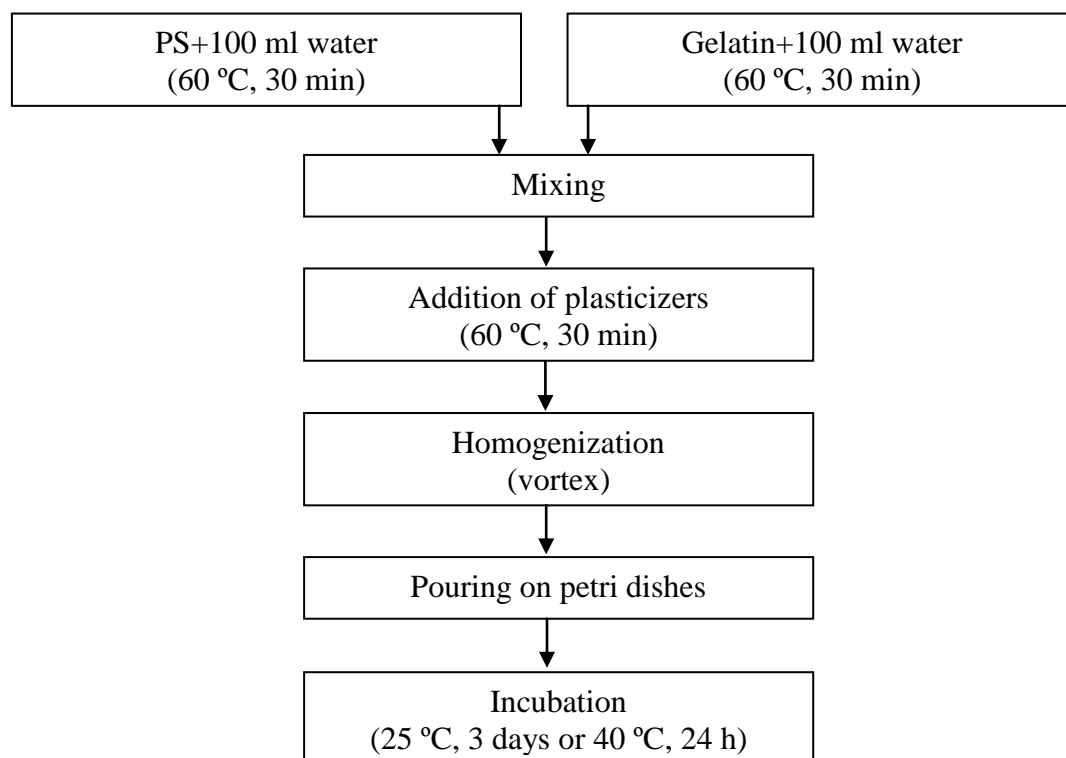 PS+100 ml water
(60 ºC, 30 min)
Gelatin+100 ml water
(60 ºC, 30 min)
Mixing
Addition of plasticizers
(60 ºC, 30 min)
Homogenization
(vortex)
Pouring on petri dishes
Incubation
(25 ºC, 3 days or 40 ºC, 24 h)